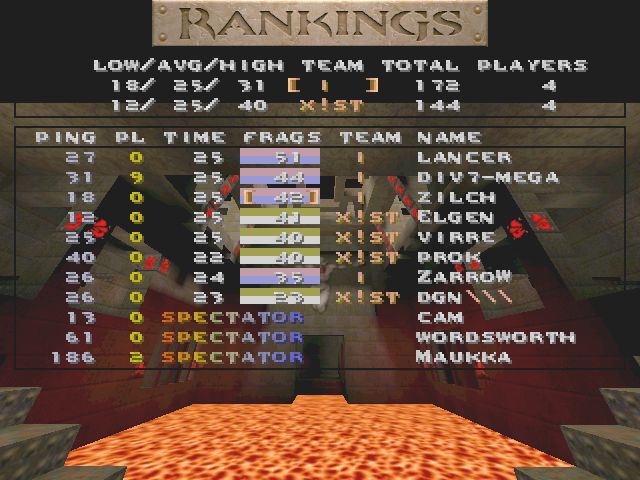 RANKINGS
LOW/AVG/HIGH TEAM TOTAL PLAYERS
18/ 25/ 31 [ I ] 172 4
12/ 25/ 40 X!ST 144 4
PING PL TIME FRAGS TEAM NAME
27 0 25 51 I LANCER
31 9 25 44 I DIV?-MEGA
18 0 25 [ 42 ] I ZILCH
12 0 25 41 X!ST ELGEN
25 0 25 40 X!ST VIRRE
40 0 22 40 X!ST PROK
26 0 24 35 I ZARROW
26 0 23 23 X!ST DGN\\\
13 0 SPECTATOR CAM
61 0 SPECTATOR WORDSWORTH
186 2 SPECTATOR MAUKKA